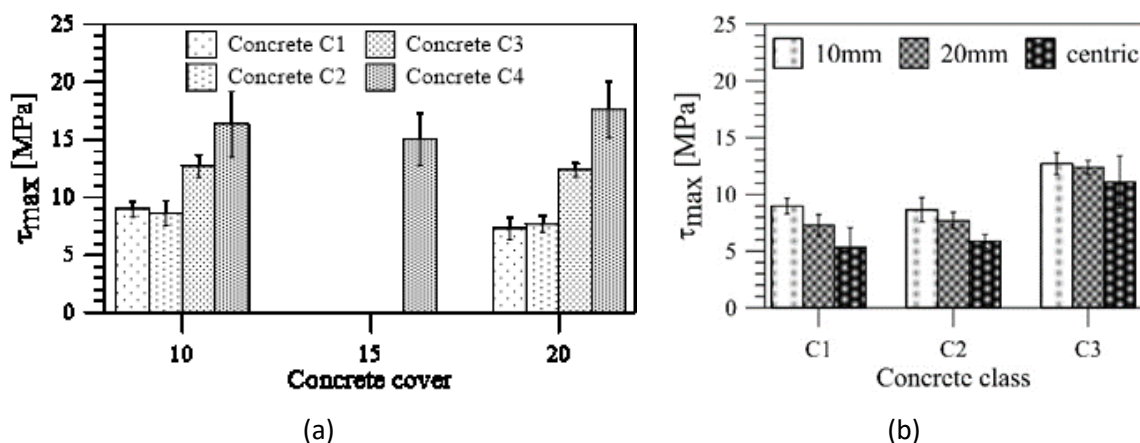 25
20
15
10
5
0
τmax [MPa]
Concrete C1
Concrete C2
Concrete C3
Concrete C4
10
15
20
Concrete cover
(a)
25
20
15
10
5
0
τmax [MPa]
10mm
20mm
centric
C1
C2
C3
Concrete class
(b)